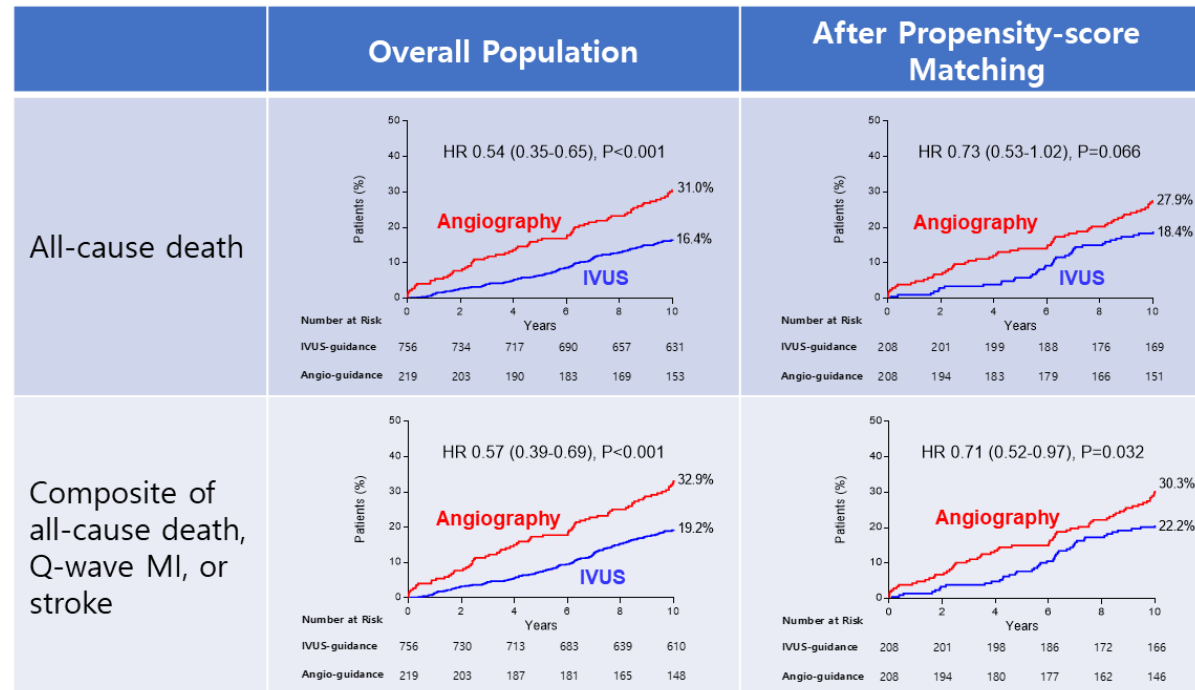 Overall Population
After Propensity-score
Matching
All-cause death
50
40
30
20
10
0
Patients (%)
HR 0.54 (0.35-0.65), P<0.001
31.0%
Angiography
16.4%
IVUS
0 2 4 6 8 10
Years
Number at Risk
IVUS-guidance 756 734 717 690 657 631
Angio-guidance 219 203 190 183 169 153
50
40
30
20
10
0
Patients (%)
HR 0.73 (0.53-1.02), P=0.066
27.9%
Angiography
18.4%
IVUS
0 2 4 6 8 10
Years
Number at Risk
IVUS-guidance 208 201 199 188 176 169
Angio-guidance 208 194 183 179 166 151
Composite of
all-cause death,
Q-wave MI, or
stroke
50
40
30
20
10
0
Patients (%)
HR 0.57 (0.39-0.69), P<0.001
32.9%
Angiography
19.2%
IVUS
0 2 4 6 8 10
Years
Number at Risk
IVUS-guidance 756 730 713 683 639 610
Angio-guidance 219 203 187 181 165 148
50
40
30
20
10
0
Patients (%)
HR 0.71 (0.52-0.97), P=0.032
30.3%
Angiography
22.2%
IVUS
0 2 4 6 8 10
Years
Number at Risk
IVUS-guidance 208 201 198 186 172 166
Angio-guidance 208 194 180 177 162 146